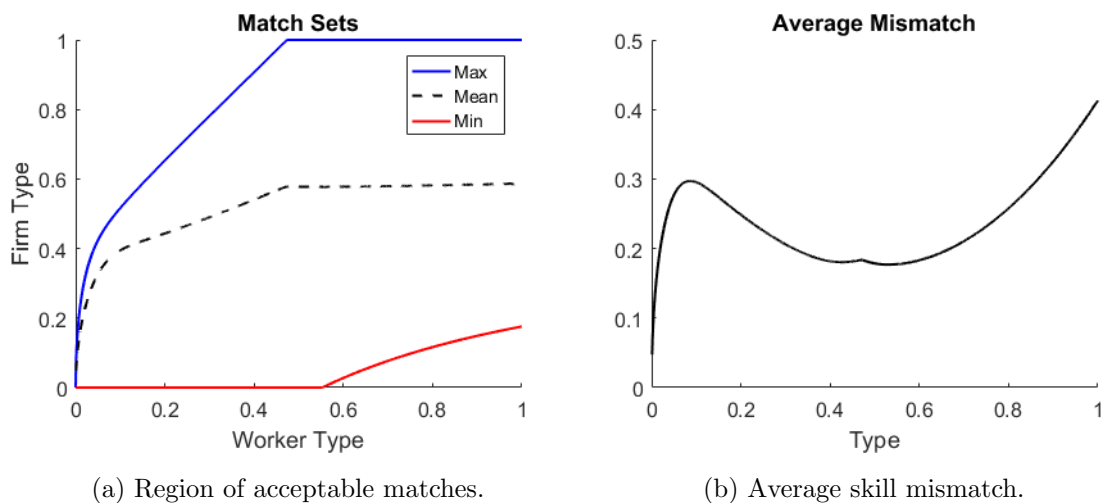 Match Sets
1
0.8
0.6
0.4
0.2
0
Firm Type
Max
Mean
Min
0 0.2 0.4 0.6 0.8 1
Worker Type
(a) Region of acceptable matches.
Average Mismatch
0.5
0.4
0.3
0.2
0.1
0
0 0.2 0.4 0.6 0.8 1
Type
(b) Average skill mismatch.